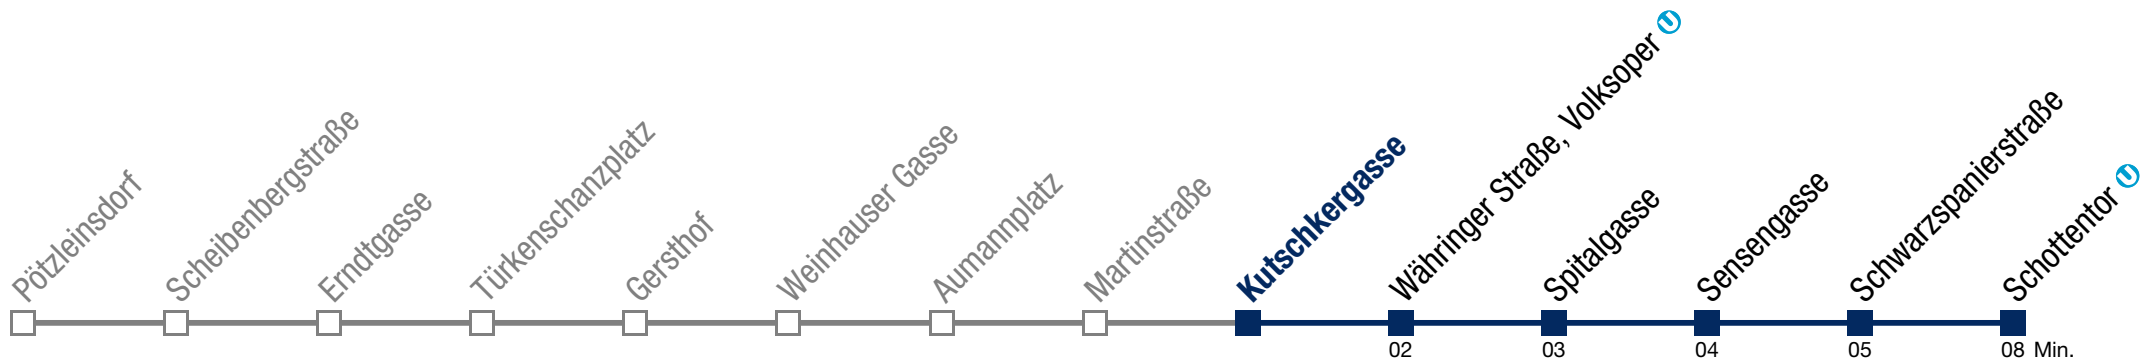 Pötzleinsdorf
Scheibenbergstraße
Erndtgasse
Türkenschanzplatz
Gersthof
Weinhauser Gasse
Aumannplatz
Martinstraße
Kutschkergasse
Währinger Straße, Volksoper U
Spitalgasse
Sensengasse
Schwarzspanierstraße
Schottentor U
02 03 04 05 08 Min.